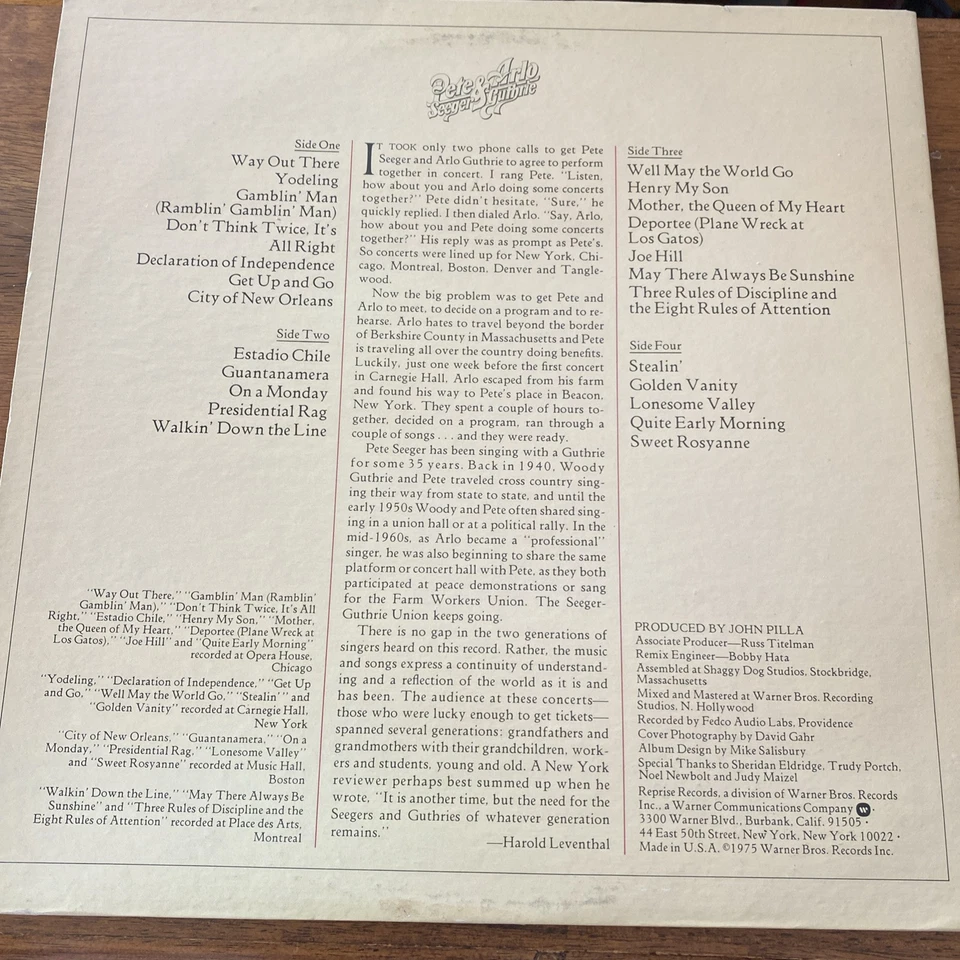 Pete & Arlo
Seeger Guthrie
Side One
Way Out There
Yodeling
Gamblin' Man
(Ramblin' Gamblin' Man)
Don't Think Twice, It's
All Right
Declaration of Independence
Get Up and Go
City of New Orleans
Side Two
Estadio Chile
Guantanamera
On a Monday
Presidential Rag
Walkin' Down the Line
"Way Out There," "Gamblin' Man (Ramblin'
Gamblin' Man)," "Don't Think Twice, It's All
Right," "Estadio Chile," "Henry My Son," "Mother,
the Queen of My Heart," "Deportee (Plane Wreck at
Los Gatos)," "Joe Hill" and "Quite Early Morning"
recorded at Opera House,
Chicago
"Yodeling," "Declaration of Independence," "Get Up
and Go," "Well May the World Go," "Stealin'" and
"Golden Vanity" recorded at Carnegie Hall,
New York
"City of New Orleans," "Guantanamera," "On a
Monday," "Presidential Rag," "Lonesome Valley"
and "Sweet Rosyanne" recorded at Music Hall,
Boston
"Walkin' Down the Line," "May There Always Be
Sunshine" and "Three Rules of Discipline and the
Eight Rules of Attention" recorded at Place des Arts,
Montreal
IT TOOK only two phone calls to get Pete
Seeger and Arlo Guthrie to agree to perform
together in concert. I rang Pete. "Listen,
how about you and Arlo doing some concerts
together?" Pete didn't hesitate, "Sure," he
quickly replied. I then dialed Arlo. "Say, Arlo,
how about you and Pete doing some concerts
together?" His reply was as prompt as Pete's.
So concerts were lined up for New York, Chi-
cago, Montreal, Boston, Denver and Tangle-
wood.
Now the big problem was to get Pete and
Arlo to meet, to decide on a program and to re-
hearse. Arlo hates to travel beyond the border
of Berkshire County in Massachusetts and Pete
is traveling all over the country doing benefits.
Luckily, just one week before the first concert
in Carnegie Hall, Arlo escaped from his farm
and found his way to Pete's place in Beacon,
New York. They spent a couple of hours to-
gether, decided on a program, ran through a
couple of songs . . . and they were ready.
Pete Seeger has been singing with a Guthrie
for some 35 years. Back in 1940, Woody
Guthrie and Pete traveled cross country sing-
ing their way from state to state, and until the
early 1950s Woody and Pete often shared sing-
ing in a union hall or at a political rally. In the
mid-1960s, as Arlo became a "professional"
singer, he was also beginning to share the same
platform or concert hall with Pete, as they both
participated at peace demonstrations or sang
for the Farm Workers Union. The Seeger-
Guthrie Union keeps going.
There is no gap in the two generations of
singers heard on this record. Rather, the music
and songs express a continuity of understand-
ing and a reflection of the world as it is and
has been. The audience at these concerts—
those who were lucky enough to get tickets—
spanned several generations: grandfathers and
grandmothers with their grandchildren, work-
ers and students, young and old. A New York
reviewer perhaps best summed up when he
wrote, "It is another time, but the need for the
Seegers and Guthries of whatever generation
remains."
—Harold Leventhal
Side Three
Well May the World Go
Henry My Son
Mother, the Queen of My Heart
Deportee (Plane Wreck at
Los Gatos)
Joe Hill
May There Always Be Sunshine
Three Rules of Discipline and
the Eight Rules of Attention
Side Four
Stealin'
Golden Vanity
Lonesome Valley
Quite Early Morning
Sweet Rosyanne
PRODUCED BY JOHN PILLA
Associate Producer—Russ Titelman
Remix Engineer—Bobby Hata
Assembled at Shaggy Dog Studios, Stockbridge,
Massachusetts
Mixed and Mastered at Warner Bros. Recording
Studios, N. Hollywood
Recorded by Fedco Audio Labs, Providence
Cover Photography by David Gahr
Album Design by Mike Salisbury
Special Thanks to Sheridan Eldridge, Trudy Portch,
Noel Newbolt and Judy Maizel
Reprise Records, a division of Warner Bros. Records
Inc., a Warner Communications Company ·
3300 Warner Blvd., Burbank, Calif. 91505 ·
44 East 50th Street, New York, New York 10022 ·
Made in U.S.A. ©1975 Warner Bros. Records Inc.